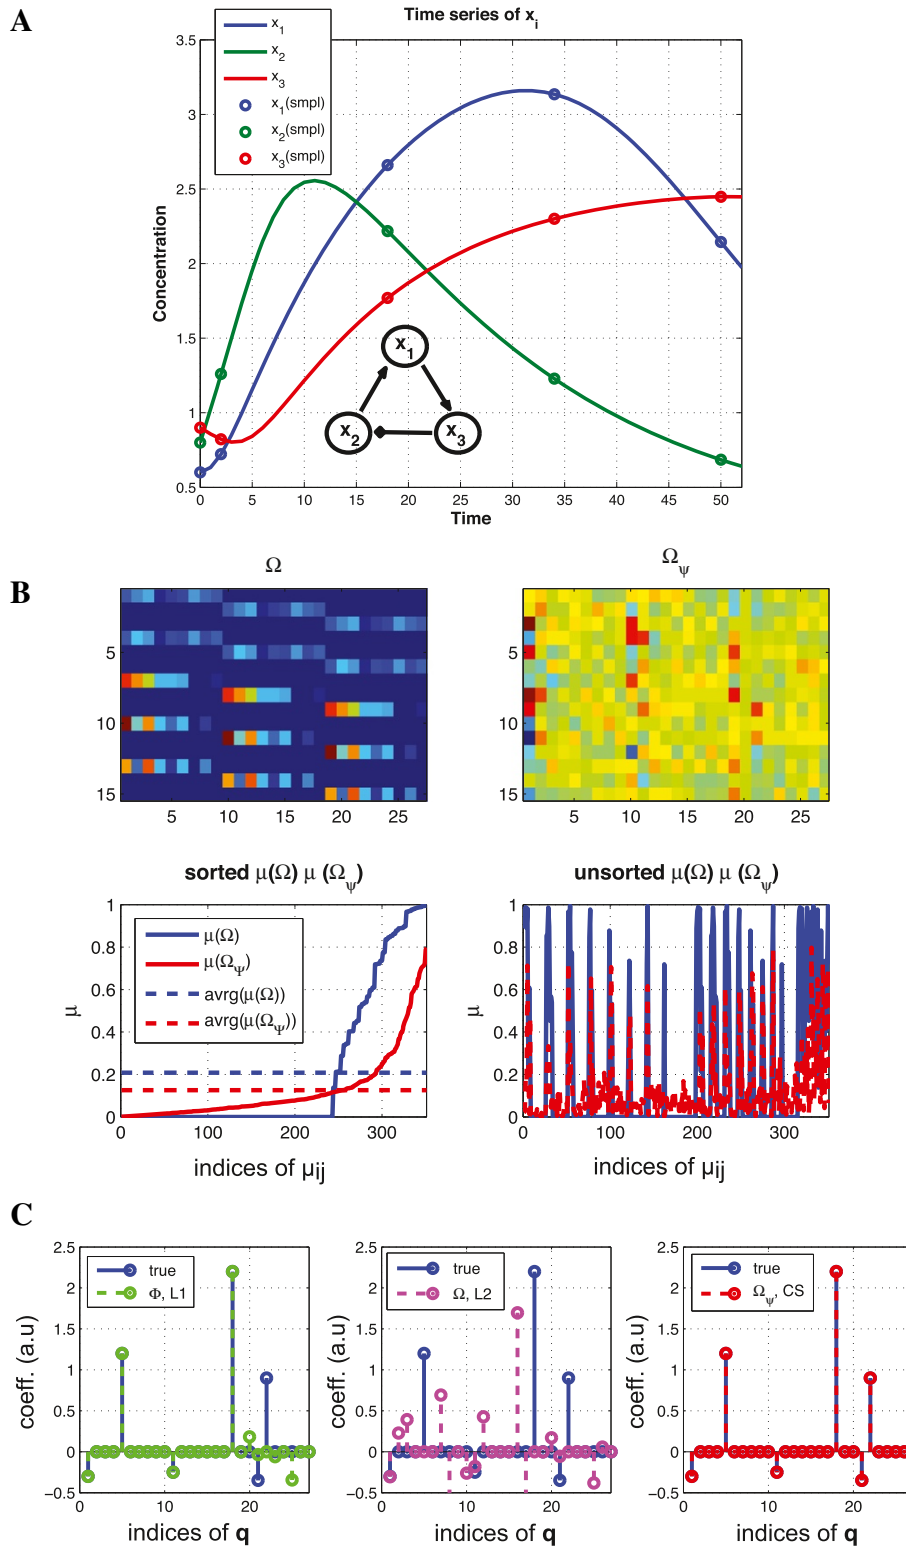 A
Time series of x_i
x_1
x_2
x_3
x_1(smpl)
x_2(smpl)
x_3(smpl)
3.5
3
2.5
2
1.5
1
0.5
Concentration
x_1
x_2
x_3
0 5 10 15 20 25 30 35 40 45 50
Time
B
Ω
5
10
15
5 10 15 20 25
Ω_ψ
5
10
15
5 10 15 20 25
sorted μ(Ω) μ (Ω_ψ)
1
0.8
0.6
0.4
0.2
0
μ
μ(Ω)
μ(Ω_Ψ)
avrg(μ(Ω))
avrg(μ(Ω_Ψ))
0 100 200 300
indices of μij
unsorted μ(Ω) μ (Ω_ψ)
1
0.8
0.6
0.4
0.2
0
μ
0 100 200 300
indices of μij
C
2.5
2
1.5
1
0.5
0
−0.5
coeff. (a.u)
true
Φ, L1
10 20
indices of q
2.5
2
1.5
1
0.5
0
−0.5
coeff. (a.u)
true
Ω, L2
0 10 20
indices of q
2.5
2
1.5
1
0.5
0
−0.5
coeff. (a.u)
true
Ω_ψ, CS
0 10 20
indices of q